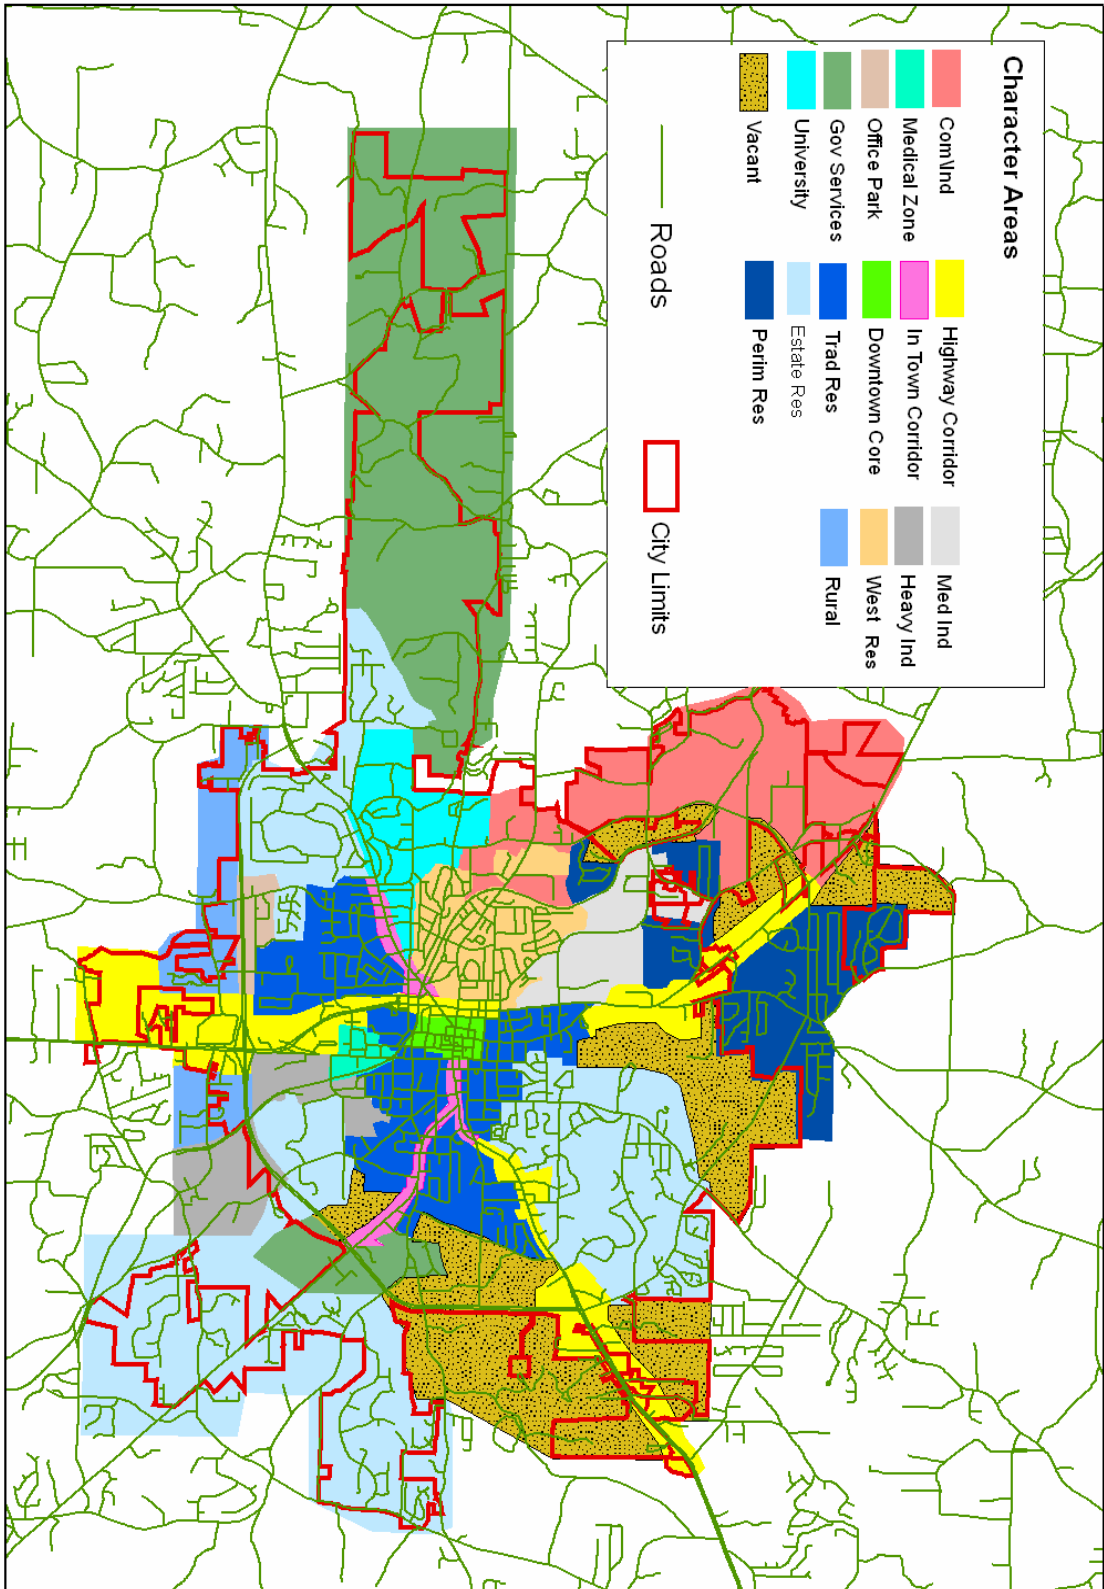 Character Areas
Com\Ind
Medical Zone
Office Park
Gov Services
University
Vacant
Highway Corridor
In Town Corridor
Downtown Core
Trad Res
Estate Res
Perim Res
Med Ind
Heavy Ind
West Res
Rural
Roads
City Limits